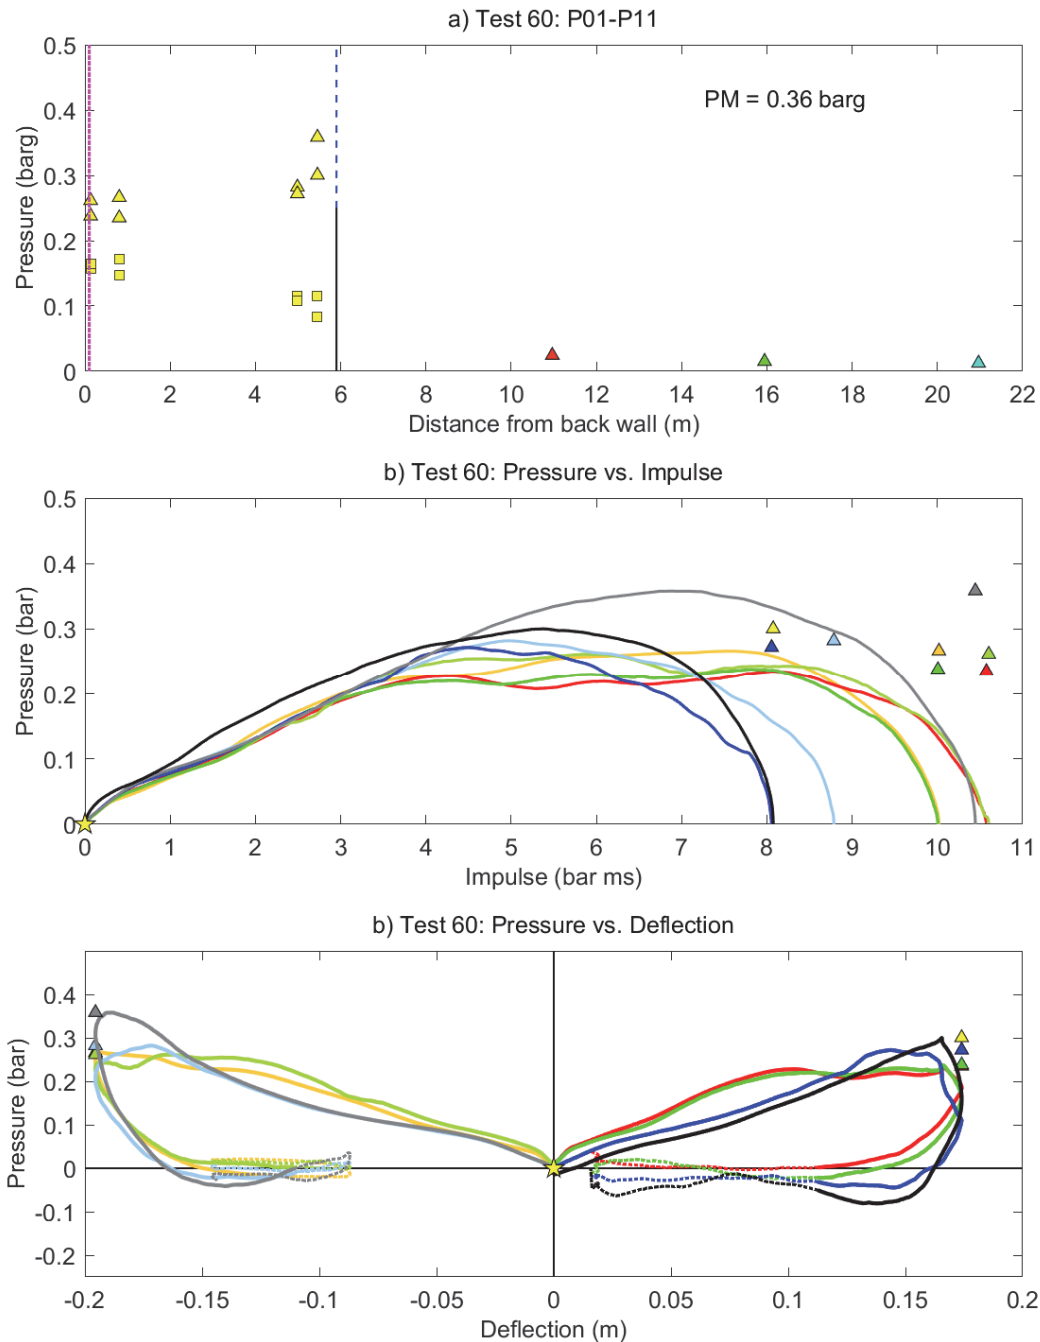 a) Test 60: P01-P11
0.5
0.4
0.3
0.2
0.1
0
Pressure (barg)
PM = 0.36 barg
0 2 4 6 8 10 12 14 16 18 20 22
Distance from back wall (m)
b) Test 60: Pressure vs. Impulse
0.5
0.4
0.3
0.2
0.1
0
Pressure (bar)
0 1 2 3 4 5 6 7 8 9 10 11
Impulse (bar ms)
b) Test 60: Pressure vs. Deflection
0.4
0.3
0.2
0.1
0
-0.1
-0.2
Pressure (bar)
-0.2 -0.15 -0.1 -0.05 0 0.05 0.1 0.15 0.2
Deflection (m)